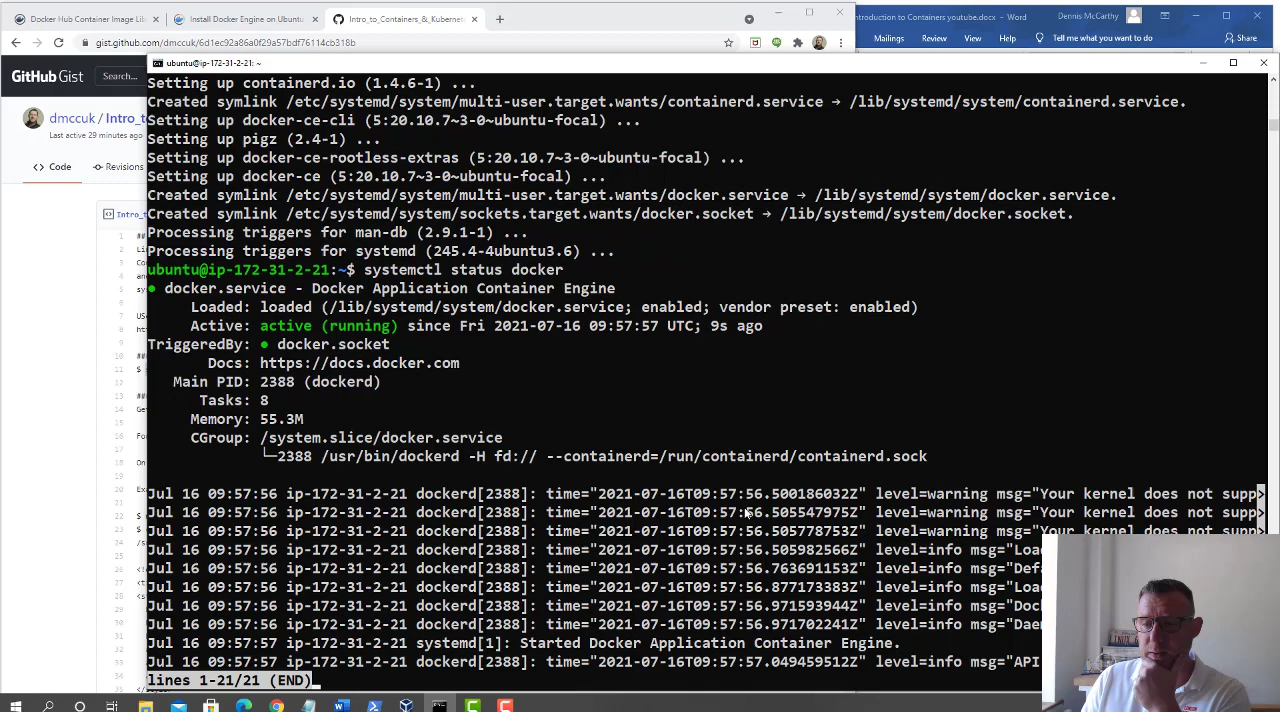 Docker Hub Container Image Lib
Install Docker Engine on Ubuntu
Intro_to_Containers_&_Kubernet
gist.github.com/dmccuk/6d1ec92a86a0f29a57bdf76114cb318b
Introduction to Containers youtube.docx - Word
Dennis McCarthy
Mailings Review View Help Tell me what you want to do Share
GitHub Gist Search...
dmccuk / Intro_to
Last active 29 minutes ago
Code Revisions
Intro_t
ubuntu@ip-172-31-2-21: ~
Setting up containerd.io (1.4.6-1) ...
Created symlink /etc/systemd/system/multi-user.target.wants/containerd.service → /lib/systemd/system/containerd.service.
Setting up docker-ce-cli (5:20.10.7~3-0~ubuntu-focal) ...
Setting up pigz (2.4-1) ...
Setting up docker-ce-rootless-extras (5:20.10.7~3-0~ubuntu-focal) ...
Setting up docker-ce (5:20.10.7~3-0~ubuntu-focal) ...
Created symlink /etc/systemd/system/multi-user.target.wants/docker.service → /lib/systemd/system/docker.service.
Created symlink /etc/systemd/system/sockets.target.wants/docker.socket → /lib/systemd/system/docker.socket.
Processing triggers for man-db (2.9.1-1) ...
Processing triggers for systemd (245.4-4ubuntu3.6) ...
ubuntu@ip-172-31-2-21:~$ systemctl status docker
● docker.service - Docker Application Container Engine
Loaded: loaded (/lib/systemd/system/docker.service; enabled; vendor preset: enabled)
Active: active (running) since Fri 2021-07-16 09:57:57 UTC; 9s ago
TriggeredBy: ● docker.socket
Docs: https://docs.docker.com
Main PID: 2388 (dockerd)
Tasks: 8
Memory: 55.3M
CGroup: /system.slice/docker.service
└─2388 /usr/bin/dockerd -H fd:// --containerd=/run/containerd/containerd.sock
Jul 16 09:57:56 ip-172-31-2-21 dockerd[2388]: time="2021-07-16T09:57:56.500188032Z" level=warning msg="Your kernel does not supp>
Jul 16 09:57:56 ip-172-31-2-21 dockerd[2388]: time="2021-07-16T09:57:56.505547975Z" level=warning msg="Your kernel does not supp>
Jul 16 09:57:56 ip-172-31-2-21 dockerd[2388]: time="2021-07-16T09:57:56.505778353Z" level=warning msg="Your kernel does not supp>
Jul 16 09:57:56 ip-172-31-2-21 dockerd[2388]: time="2021-07-16T09:57:56.505982566Z" level=info msg="Loa
Jul 16 09:57:56 ip-172-31-2-21 dockerd[2388]: time="2021-07-16T09:57:56.763691153Z" level=info msg="Defa
Jul 16 09:57:56 ip-172-31-2-21 dockerd[2388]: time="2021-07-16T09:57:56.877173383Z" level=info msg="Loa
Jul 16 09:57:56 ip-172-31-2-21 dockerd[2388]: time="2021-07-16T09:57:56.971593944Z" level=info msg="Doc
Jul 16 09:57:56 ip-172-31-2-21 dockerd[2388]: time="2021-07-16T09:57:56.971702241Z" level=info msg="Dae
Jul 16 09:57:57 ip-172-31-2-21 systemd[1]: Started Docker Application Container Engine.
Jul 16 09:57:57 ip-172-31-2-21 dockerd[2388]: time="2021-07-16T09:57:57.049459512Z" level=info msg="API
lines 1-21/21 (END)